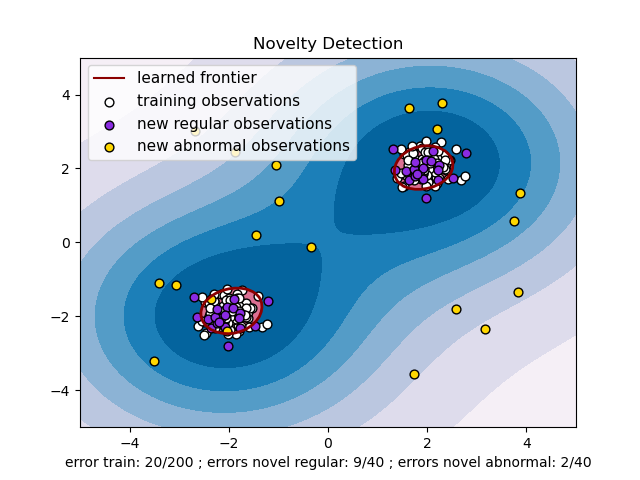 Novelty Detection
learned frontier
training observations
new regular observations
new abnormal observations
4
2
0
−2
−4
−4 −2 0 2 4
error train: 20/200 ; errors novel regular: 9/40 ; errors novel abnormal: 2/40